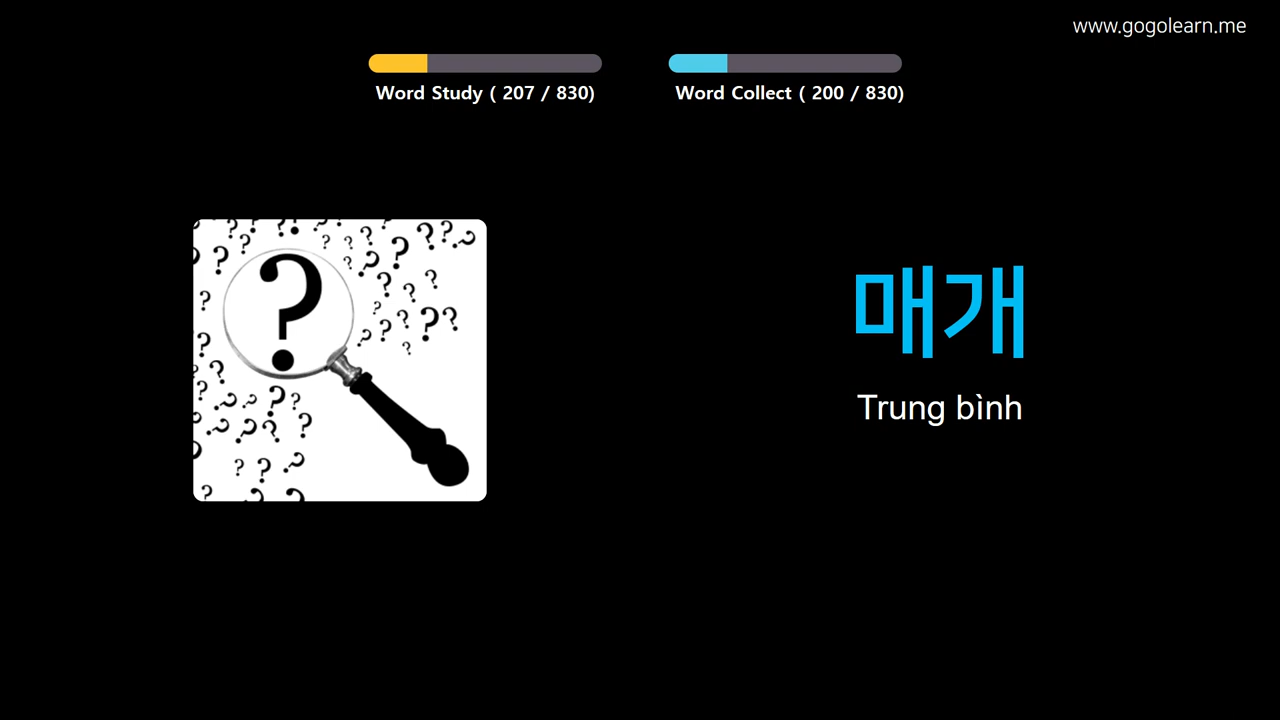 www.gogolearn.me
Word Study ( 207 / 830)
Word Collect ( 200 / 830)
매개
Trung bình